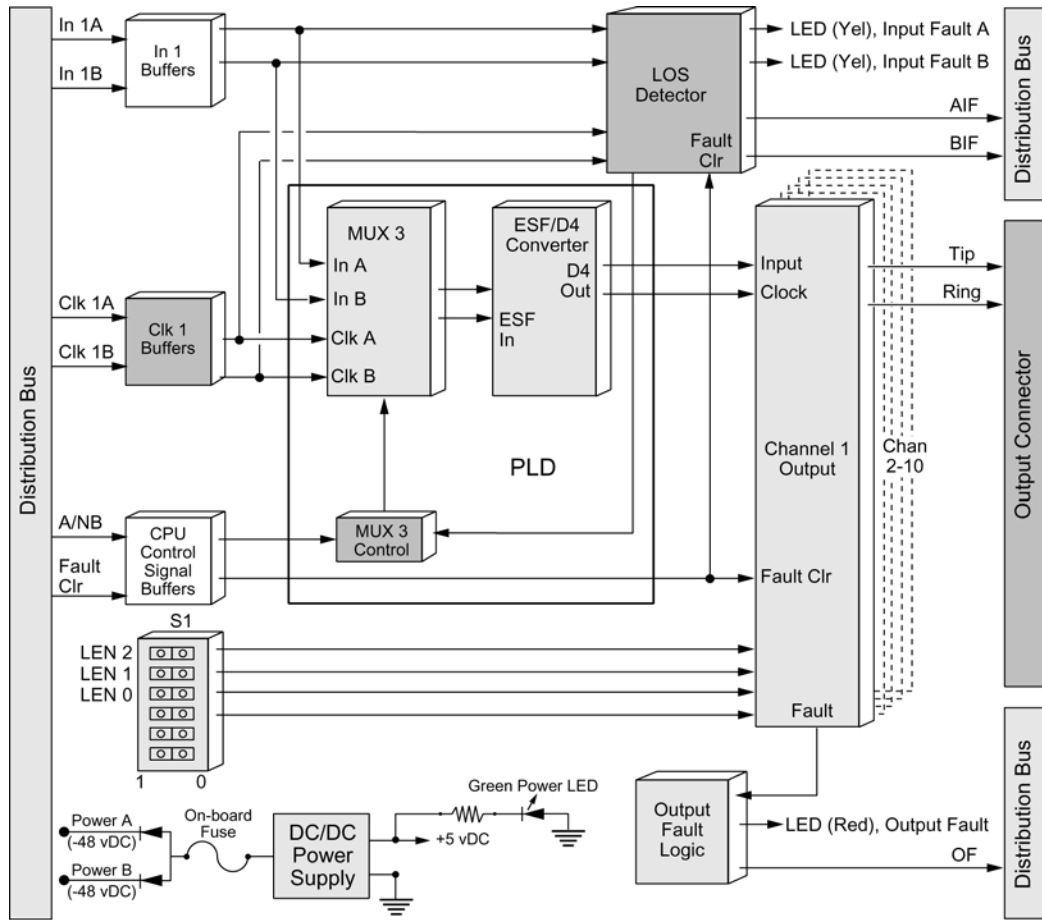 Distribution Bus
In 1A
In 1B
In 1
Buffers
LOS
Detector
Fault
Clr
LED (Yel), Input Fault A
LED (Yel), Input Fault B
AIF
BIF
Distribution Bus
MUX 3
In A
In B
Clk A
Clk B
ESF/D4
Converter
D4
Out
ESF
In
Clk 1A
Clk 1B
Clk 1
Buffers
PLD
MUX 3
Control
A/NB
Fault
Clr
CPU
Control
Signal
Buffers
Input
Clock
Channel 1
Output
Fault Clr
Fault
Chan
2-10
Tip
Ring
Output Connector
S1
LEN 2
LEN 1
LEN 0
1 0
Power A
(-48 vDC)
Power B
(-48 vDC)
On-board
Fuse
DC/DC
Power
Supply
Green Power LED
+5 vDC
Output
Fault
Logic
LED (Red), Output Fault
OF
Distribution Bus